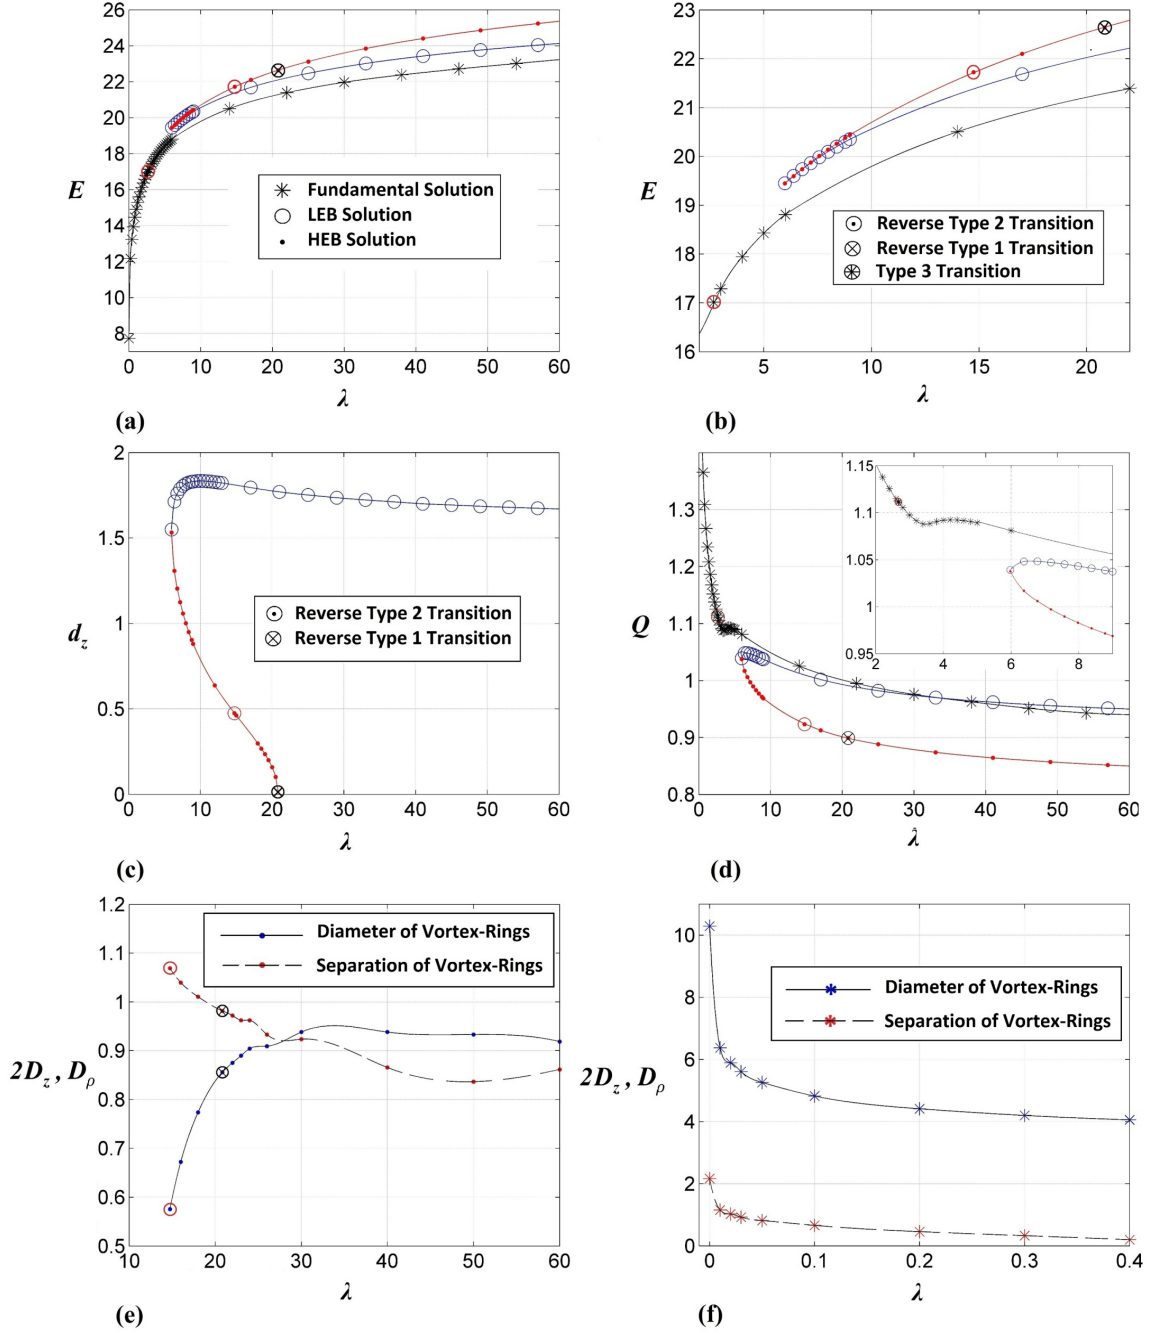 26
24
22
20
18
16
14
12
10
8
E
Fundamental Solution
LEB Solution
HEB Solution
0 10 20 30 40 50 60
λ
(a)
23
22
21
20
19
18
17
16
E
Reverse Type 2 Transition
Reverse Type 1 Transition
Type 3 Transition
5 10 15 20
λ
(b)
2
1.5
1
0.5
0
d_z
Reverse Type 2 Transition
Reverse Type 1 Transition
0 10 20 30 40 50 60
λ
(c)
1.3
1.2
1.1
1
0.9
0.8
Q
1.15
1.1
1.05
1
0.95
2 4 6 8
0 10 20 30 40 50 60
λ
(d)
1.2
1.1
1
0.9
0.8
0.7
0.6
0.5
2D_z , D_ρ
Diameter of Vortex-Rings
Separation of Vortex-Rings
10 20 30 40 50 60
λ
(e)
10
8
6
4
2
0
2D_z , D_ρ
Diameter of Vortex-Rings
Separation of Vortex-Rings
0 0.1 0.2 0.3 0.4
λ
(f)